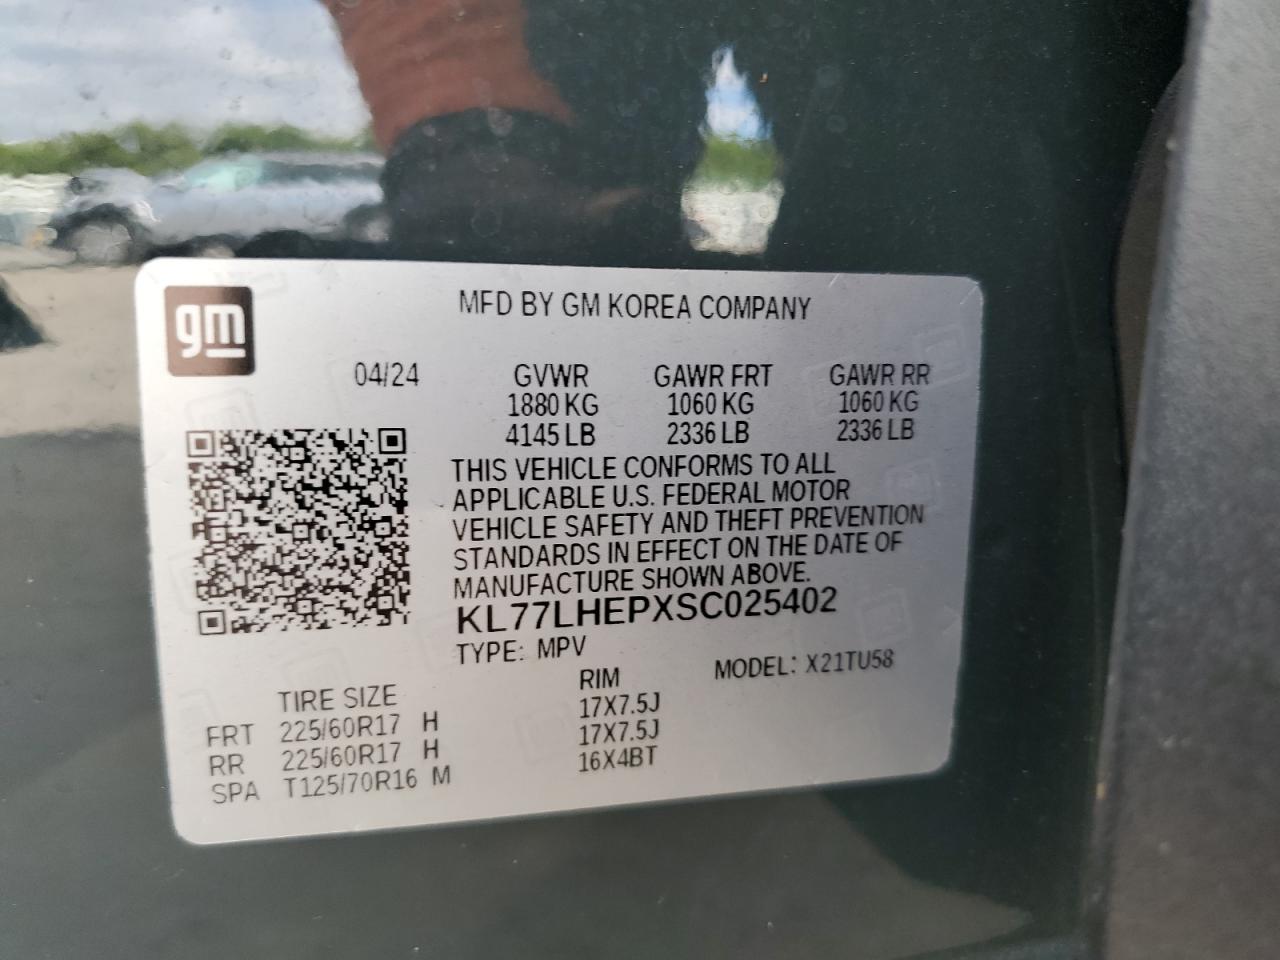 gm
MFD BY GM KOREA COMPANY
04/24 GVWR GAWR FRT GAWR RR
1880 KG 1060 KG 1060 KG
4145 LB 2336 LB 2336 LB
THIS VEHICLE CONFORMS TO ALL
APPLICABLE U.S. FEDERAL MOTOR
VEHICLE SAFETY AND THEFT PREVENTION
STANDARDS IN EFFECT ON THE DATE OF
MANUFACTURE SHOWN ABOVE.
KL77LHEPXSC025402
TYPE: MPV MODEL: X21TU58
TIRE SIZE RIM
FRT 225/60R17 H 17X7.5J
RR 225/60R17 H 17X7.5J
SPA T125/70R16 M 16X4BT